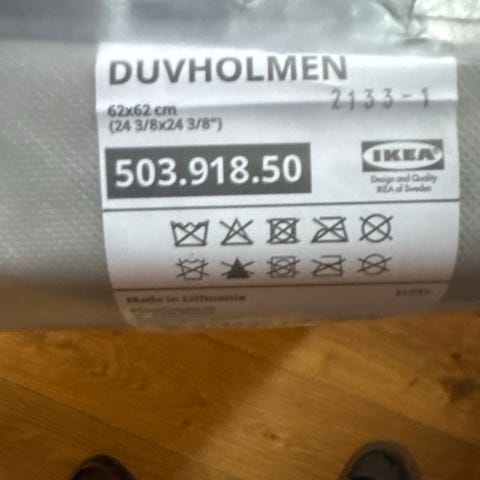 DUVHOLMEN
2133-1
62x62 cm
(24 3/8x24 3/8")
503.918.50
IKEA
Design and Quality
IKEA of Sweden
Made in Lithuania